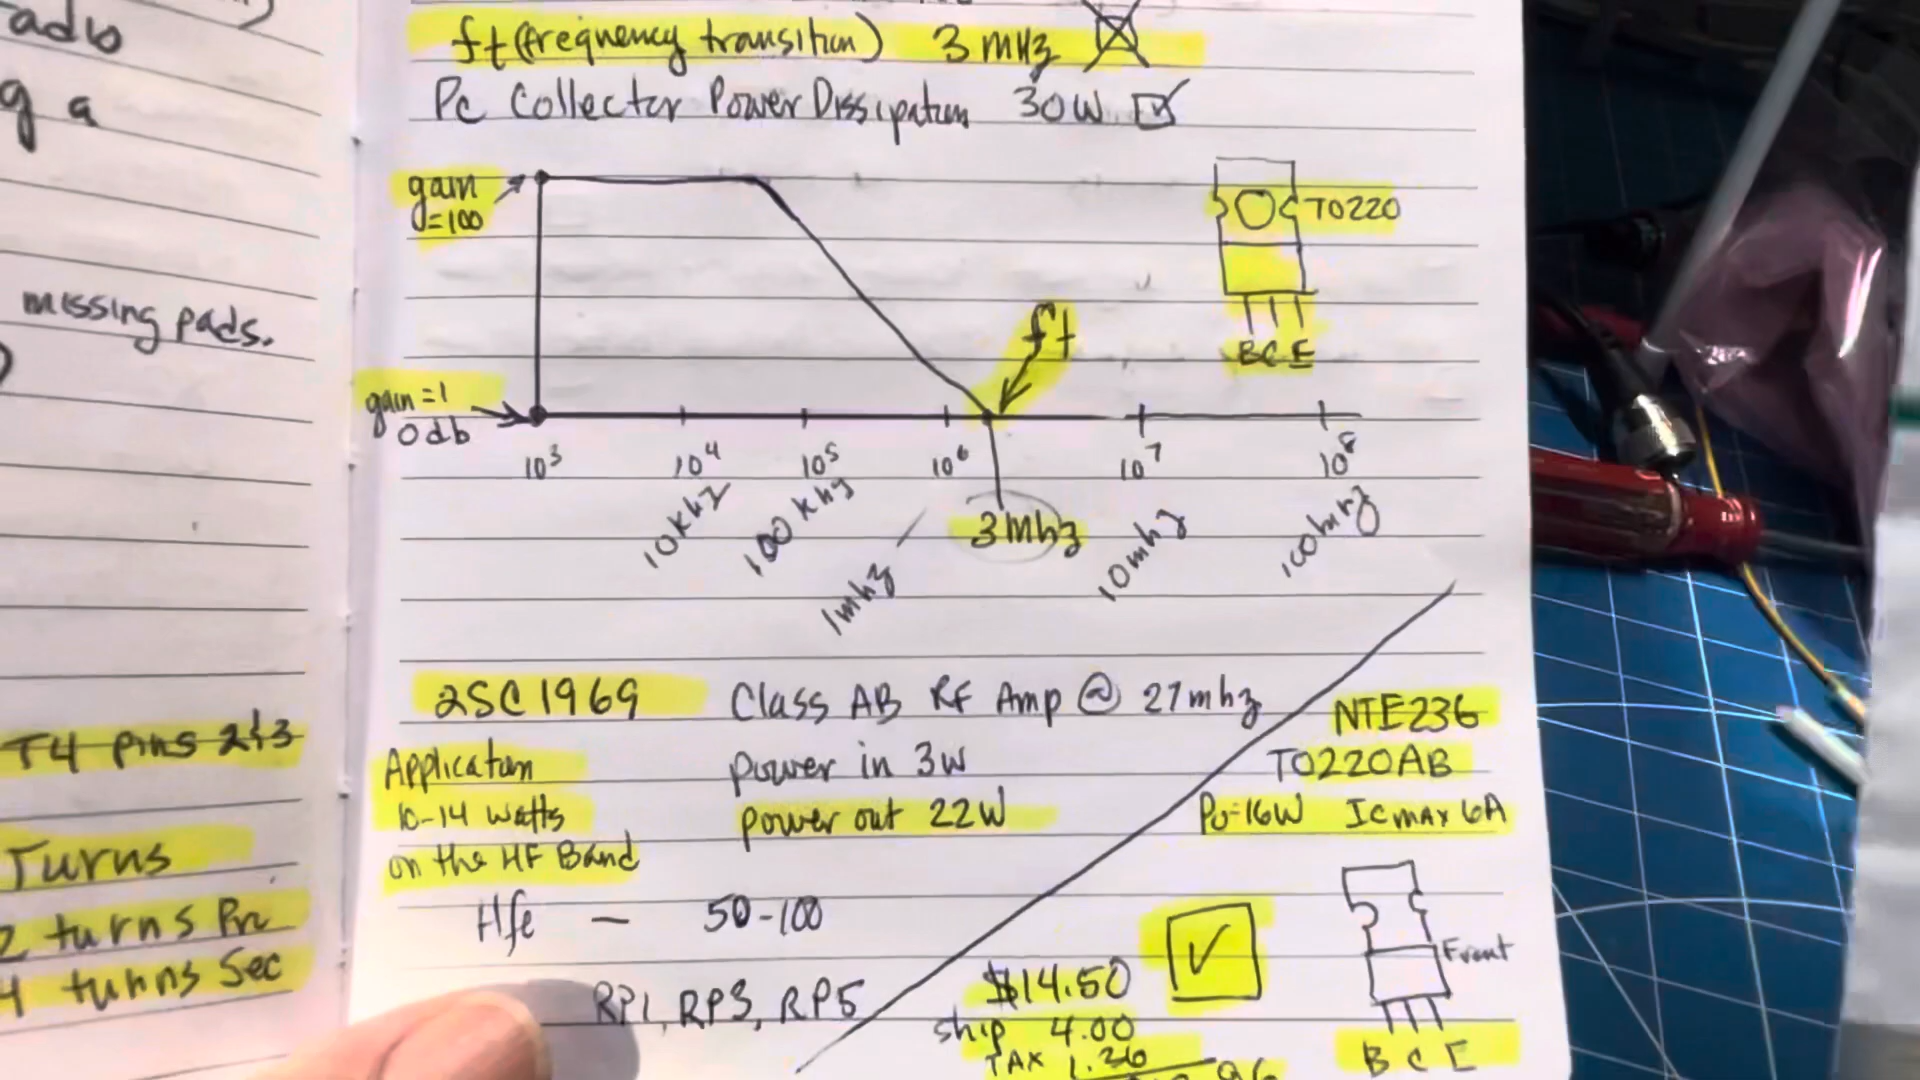 adio
g a
missing pads.
T4 pins 2&3
Turns
2 turns Pri
4 turns Sec
ft (frequency transition) 3 mHz
Pc Collector Power Dissipation 30W
gain
=100
TO220
B C E
ft
gain=1
0db
10³ 10⁴ 10⁵ 10⁶ 10⁷ 10⁸
10khz 100khz 1mhz 3Mhz 10mhz 100mhz
2SC1969 Class AB RF Amp @ 27mhz
Application power in 3w
10-14 watts power out 22W
on the HF Band
Hfe — 50-100
RP1, RP3, RP5
NTE236
TO220AB
Po=16W Icmax 6A
Front
B C E
$14.50
ship 4.00
TAX 1.36